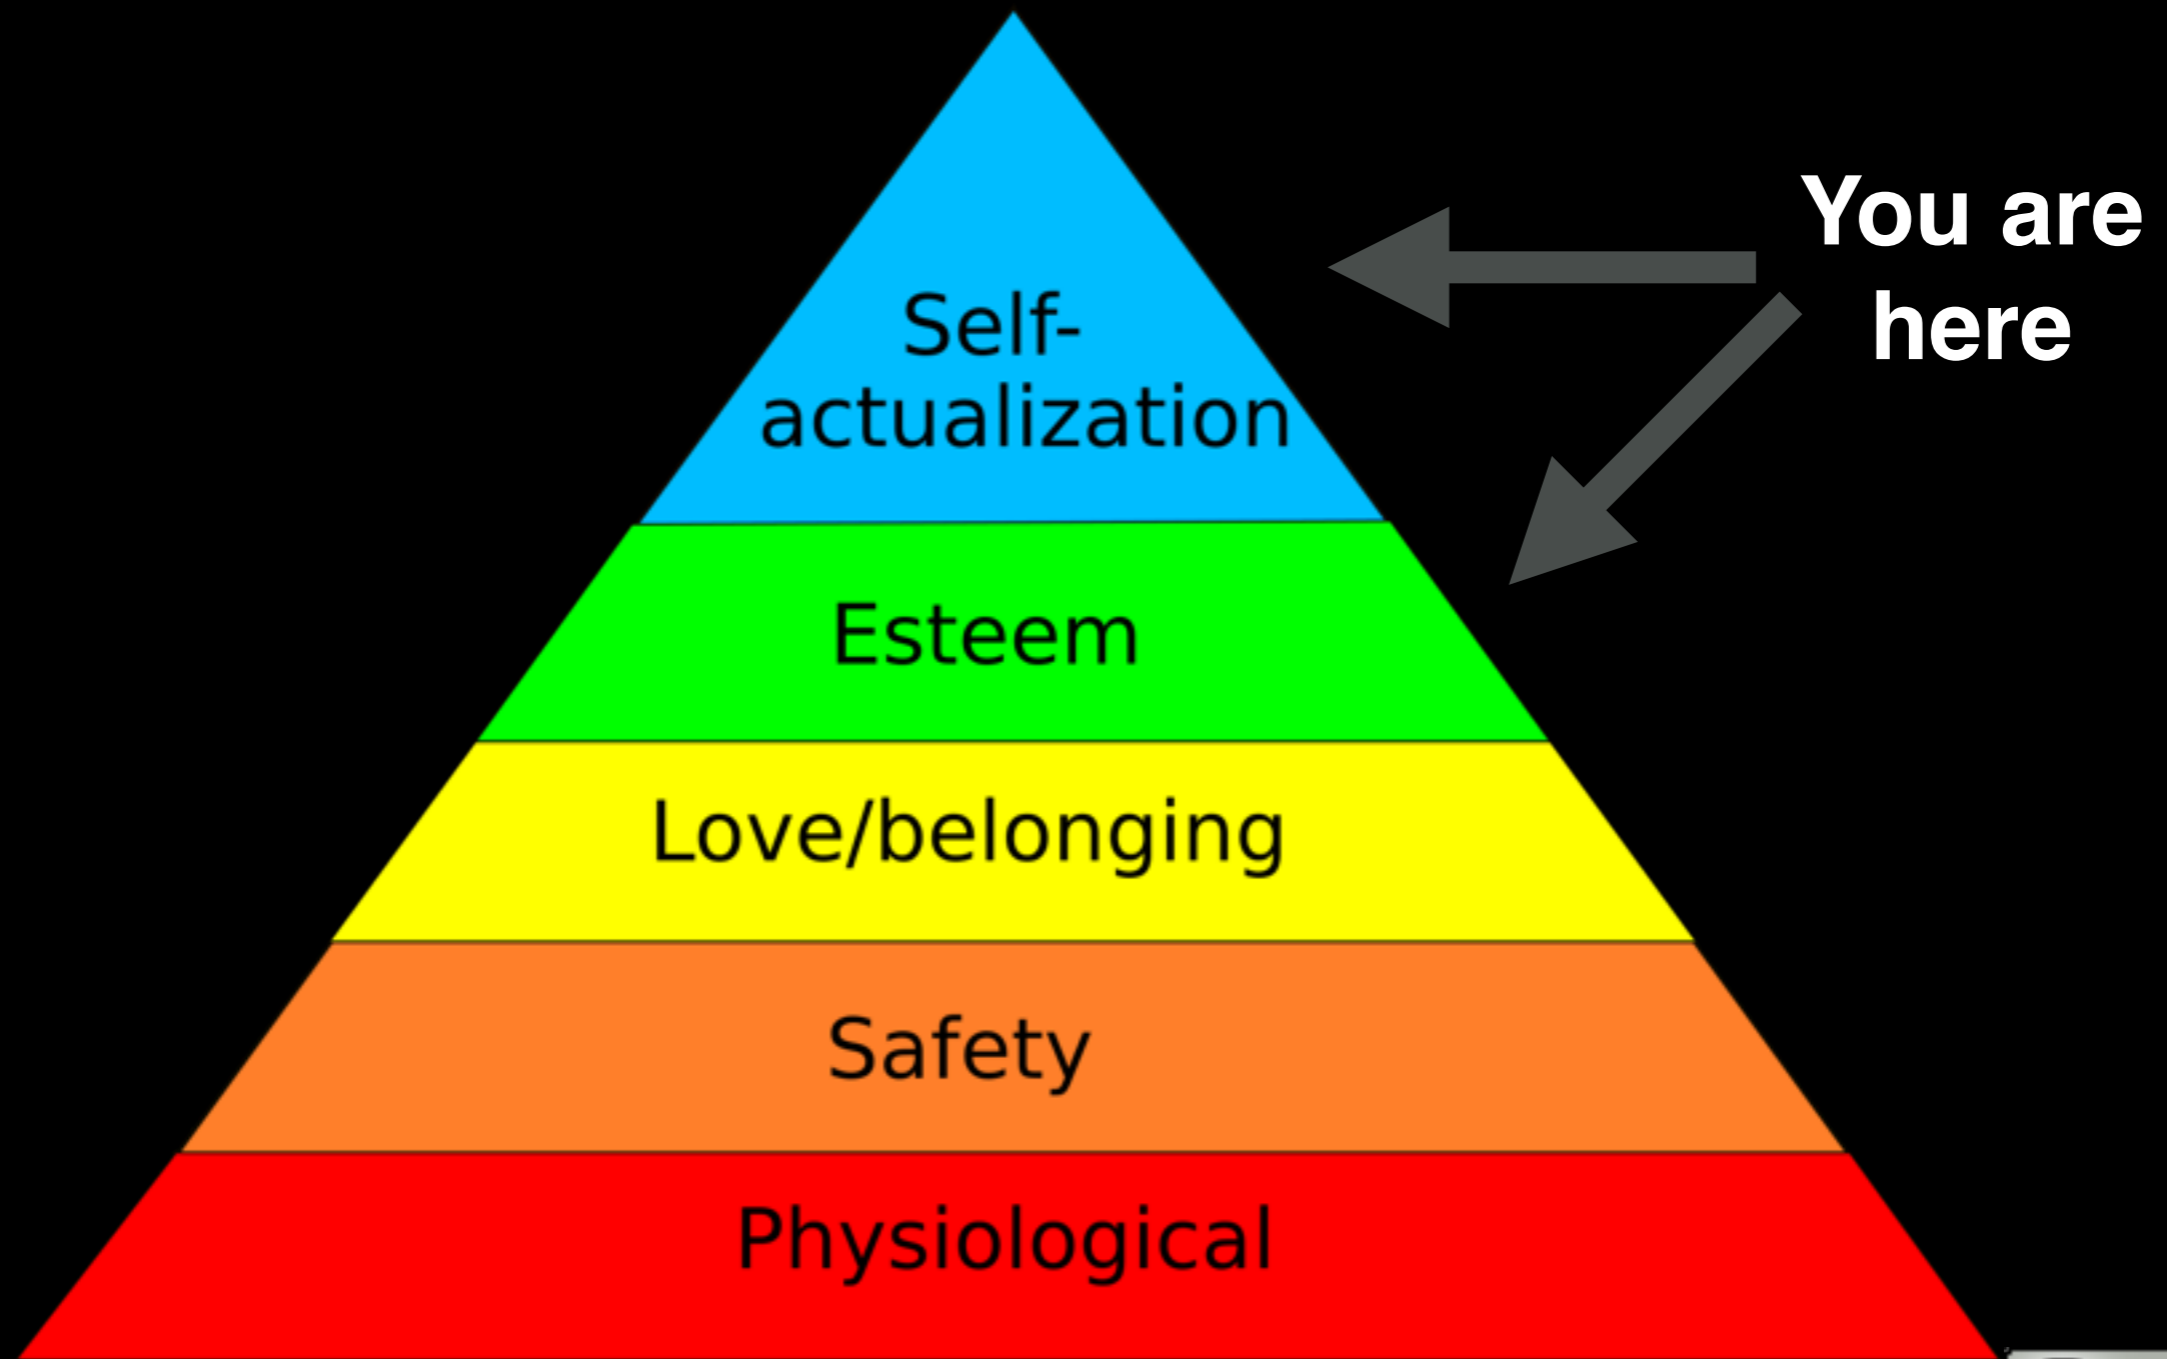 You are
here
Self-
actualization
Esteem
Love/belonging
Safety
Physiological